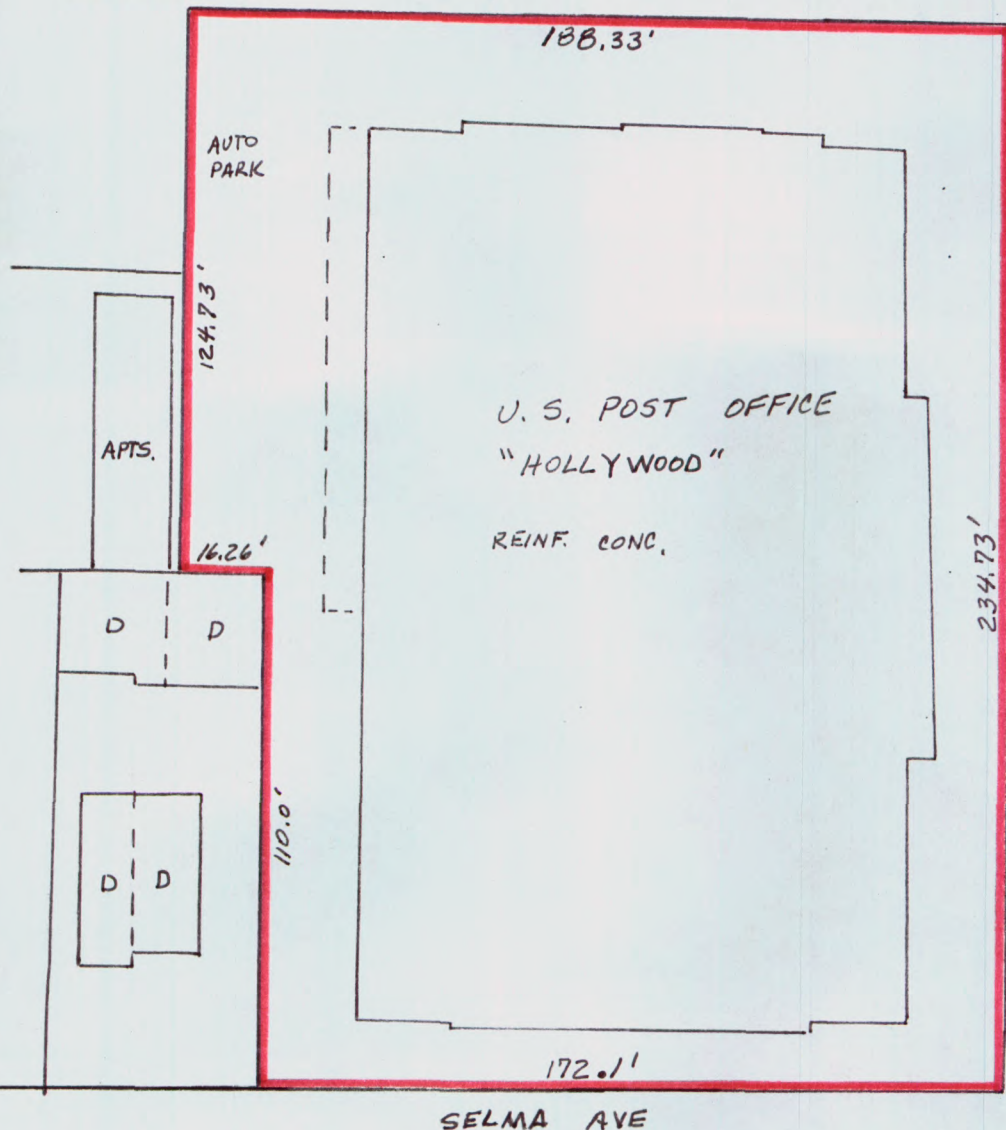 188.33'
AUTO
PARK
124.73'
U. S. POST OFFICE
"HOLLYWOOD"
APTS.
REINF. CONC.
16.26'
234.73'
D D
110.0'
D D
172.1'
SELMA AVE